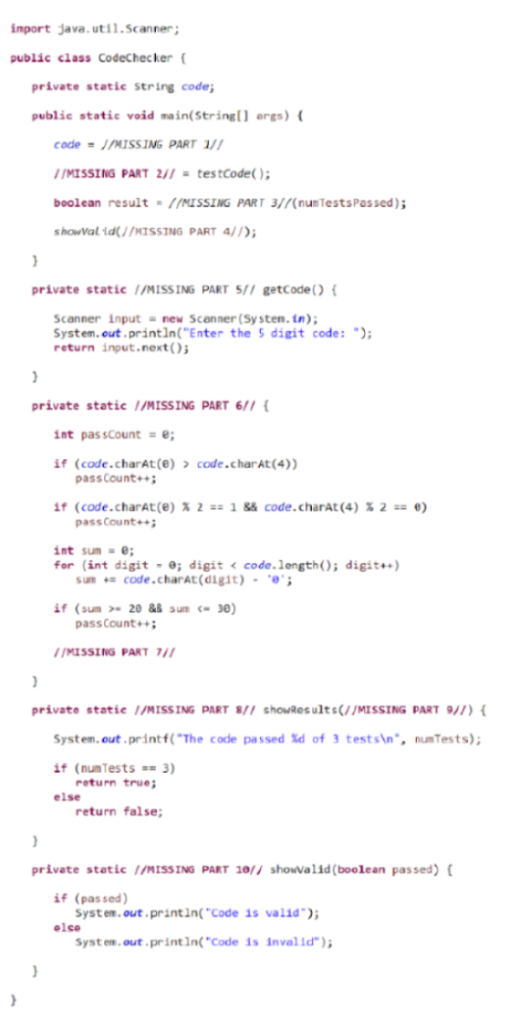 import java.util.Scanner;
public class CodeChecker {
private static String code;
public static void main(String[] args) {
code = //MISSING PART 1//
//MISSING PART 2// = testCode();
boolean result = //MISSING PART 3//(numTestsPassed);
showValid(//MISSING PART 4//);
}
private static //MISSING PART 5// getCode() {
Scanner input = new Scanner(System.in);
System.out.println("Enter the 5 digit code: ");
return input.next();
}
private static //MISSING PART 6// {
int passCount = 0;
if (code.charAt(0) > code.charAt(4))
passCount++;
if (code.charAt(0) % 2 == 1 && code.charAt(4) % 2 == 0)
passCount++;
int sum = 0;
for (int digit = 0; digit < code.length(); digit++)
sum += code.charAt(digit) - '0';
if (sum >= 20 && sum <= 30)
passCount++;
//MISSING PART 7//
}
private static //MISSING PART 8// showResults(//MISSING PART 9//) {
System.out.printf("The code passed %d of 3 tests\n", numTests);
if (numTests == 3)
return true;
else
return false;
}
private static //MISSING PART 10// showValid(boolean passed) {
if (passed)
System.out.println("Code is valid");
else
System.out.println("Code is invalid");
}
}